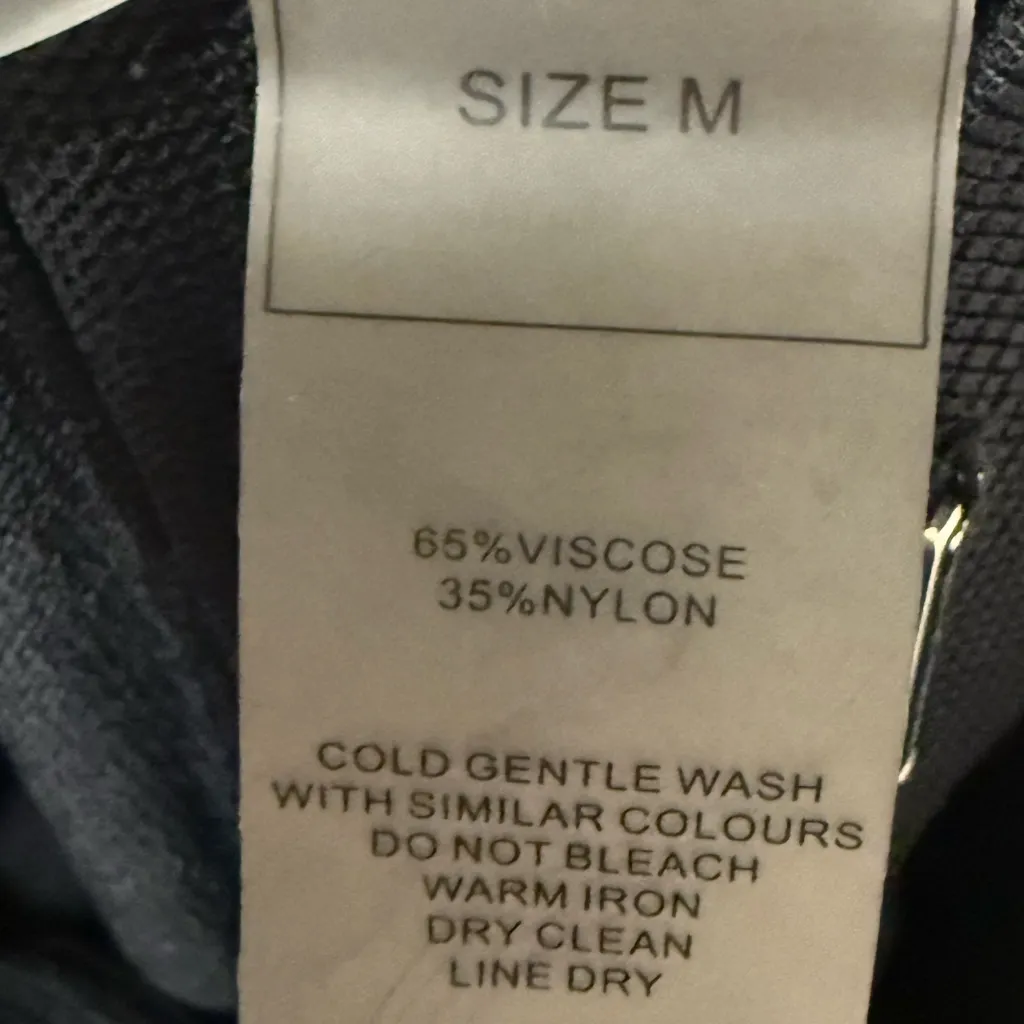 SIZE M
65%VISCOSE
35%NYLON
COLD GENTLE WASH
WITH SIMILAR COLOURS
DO NOT BLEACH
WARM IRON
DRY CLEAN
LINE DRY